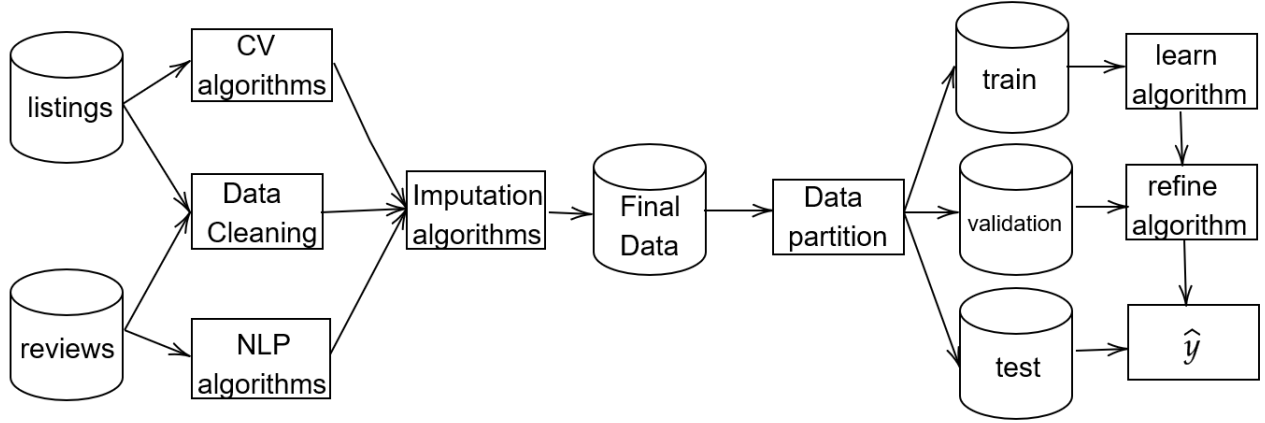 listings
reviews
CV
algorithms
Data
Cleaning
NLP
algorithms
Imputation
algorithms
Final
Data
Data
partition
train
validation
test
learn
algorithm
refine
algorithm
ŷ